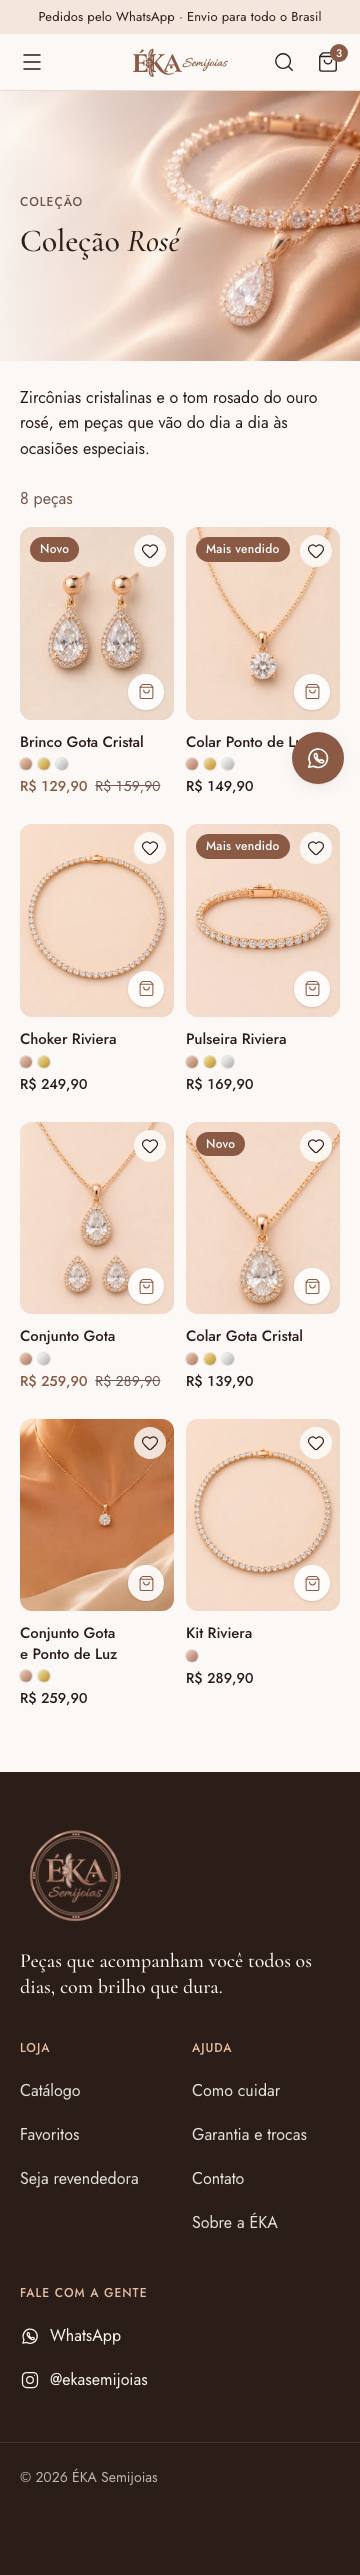 Pedidos pelo WhatsApp · Envio para todo o Brasil
ÉKA Semijoias
3
COLEÇÃO
Coleção Rosé
Zircônias cristalinas e o tom rosado do ouro
rosé, em peças que vão do dia a dia às
ocasiões especiais.
8 peças
Novo
Mais vendido
Brinco Gota Cristal
Colar Ponto de
R$ 129,90 R$ 159,90
R$ 149,90
Mais vendido
Choker Riviera
Pulseira Riviera
R$ 249,90
R$ 169,90
Novo
Conjunto Gota
Colar Gota Cristal
R$ 259,90 R$ 289,90
R$ 139,90
Conjunto Gota
e Ponto de Luz
Kit Riviera
R$ 259,90
R$ 289,90
ÉKA
Semijoias
Peças que acompanham você todos os
dias, com brilho que dura.
LOJA
Catálogo
Favoritos
Seja revendedora
AJUDA
Como cuidar
Garantia e trocas
Contato
Sobre a ÉKA
FALE COM A GENTE
WhatsApp
@ekasemijoias
© 2026 ÉKA Semijoias